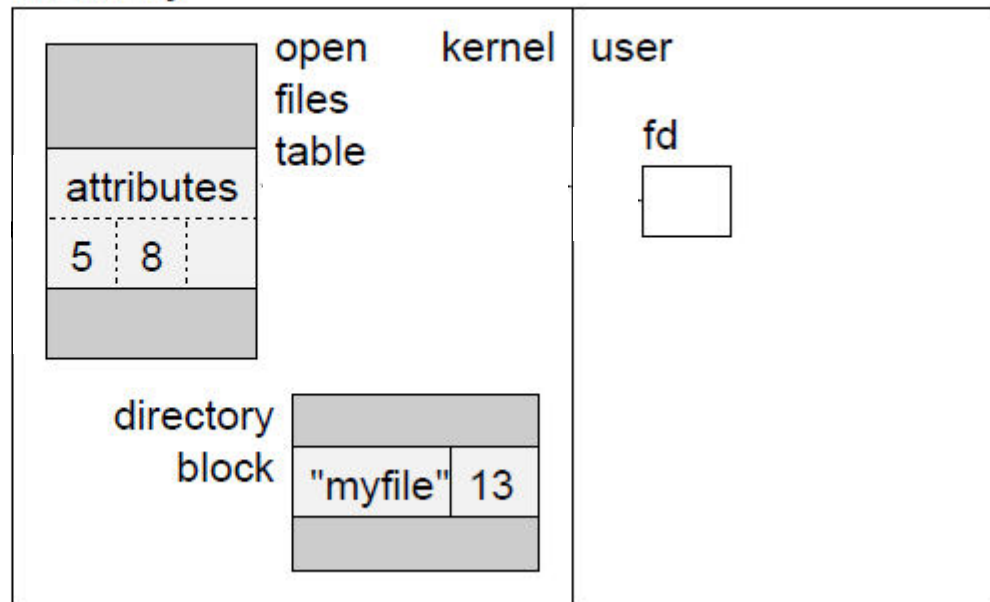 open kernel user
files
table
fd
attributes
5 8
directory
block
"myfile" 13